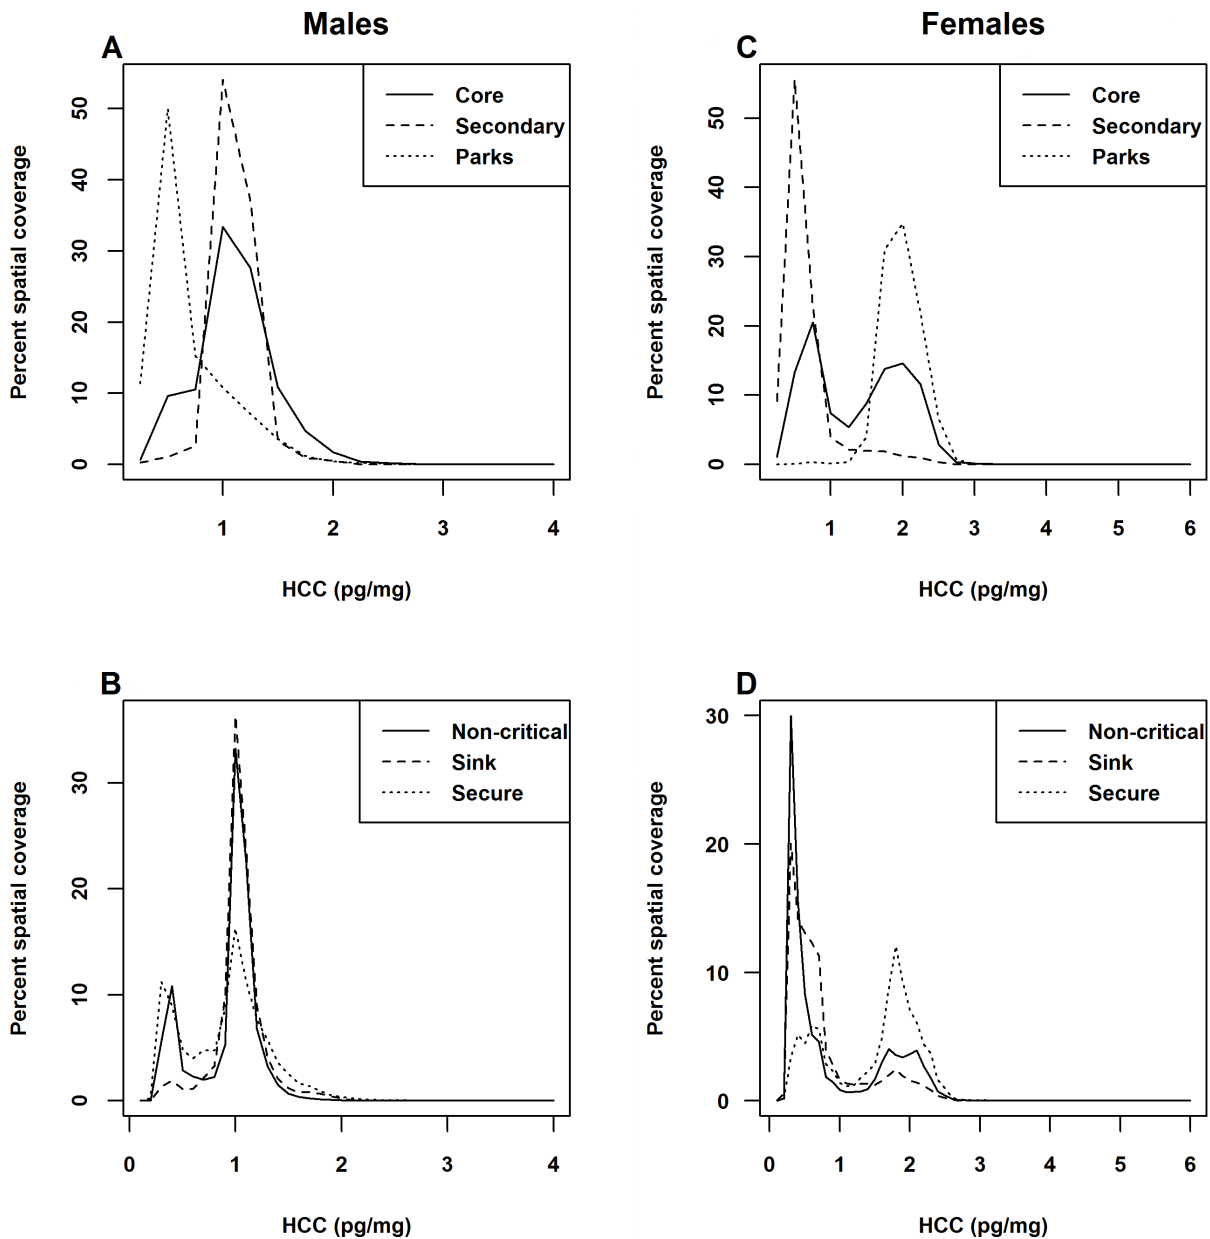 Males
Females
A
Core
Secondary
Parks
Percent spatial coverage
0
10
20
30
40
50
1 2 3 4
HCC (pg/mg)
C
Core
Secondary
Parks
Percent spatial coverage
0
10
20
30
40
50
1 2 3 4 5 6
HCC (pg/mg)
B
Non-critical
Sink
Secure
Percent spatial coverage
0
10
20
30
0 1 2 3 4
HCC (pg/mg)
D
Non-critical
Sink
Secure
Percent spatial coverage
0
10
20
30
0 1 2 3 4 5 6
HCC (pg/mg)